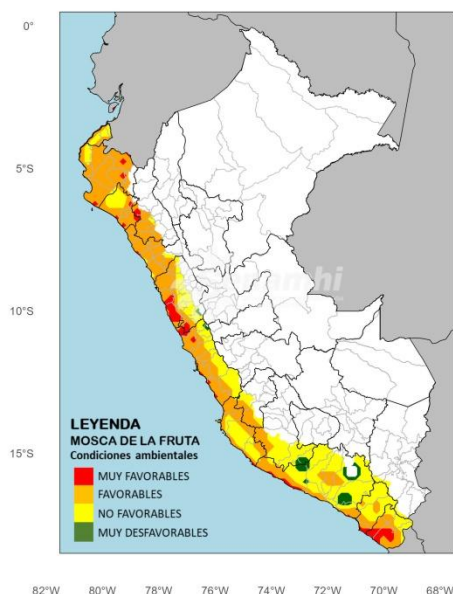 0°
5°S
10°S
15°S
senamhi
LEYENDA
MOSCA DE LA FRUTA
Condiciones ambientales
MUY FAVORABLES
FAVORABLES
NO FAVORABLES
MUY DESFAVORABLES
82°W 80°W 78°W 76°W 74°W 72°W 70°W 68°W